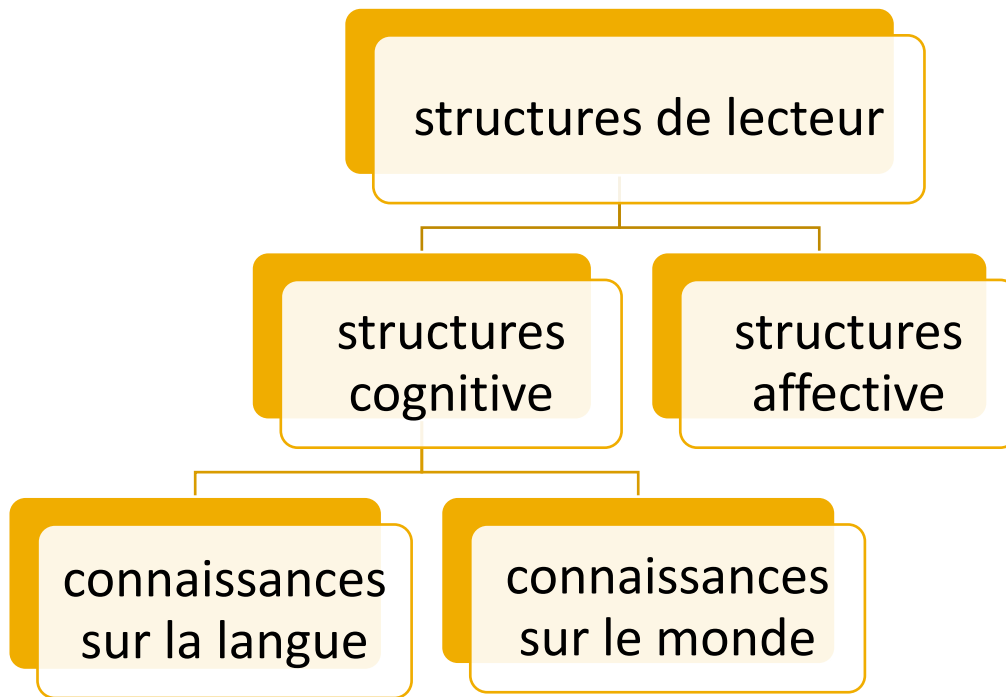 structures de lecteur
structures
cognitive
structures
affective
connaissances
sur la langue
connaissances
sur le monde